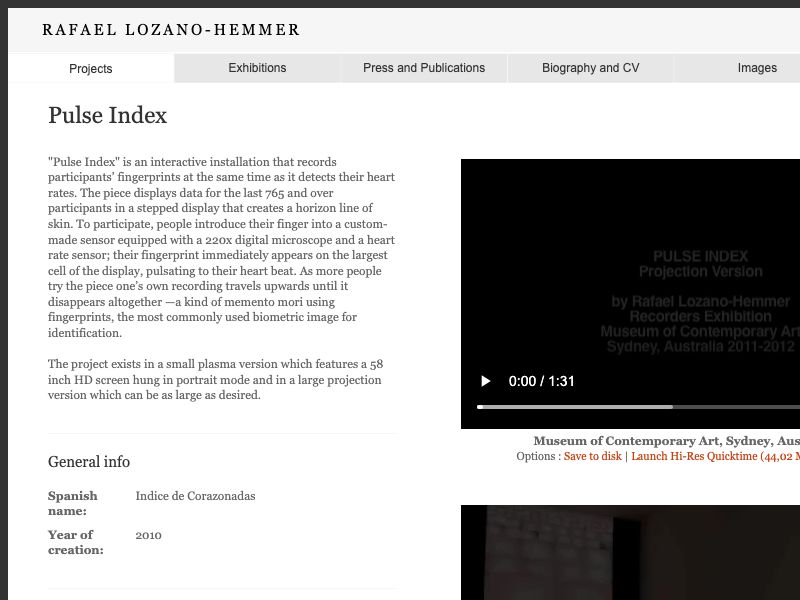 RAFAEL LOZANO-HEMMER
Projects
Exhibitions
Press and Publications
Biography and CV
Images
Pulse Index
"Pulse Index" is an interactive installation that records
participants' fingerprints at the same time as it detects their heart
rates. The piece displays data for the last 765 and over
participants in a stepped display that creates a horizon line of
skin. To participate, people introduce their finger into a custom-
made sensor equipped with a 220x digital microscope and a heart
rate sensor; their fingerprint immediately appears on the largest
cell of the display, pulsating to their heart beat. As more people
try the piece one's own recording travels upwards until it
disappears altogether —a kind of memento mori using
fingerprints, the most commonly used biometric image for
identification.
The project exists in a small plasma version which features a 58
inch HD screen hung in portrait mode and in a large projection
version which can be as large as desired.
General info
Spanish name: Indice de Corazonadas
Year of creation: 2010
PULSE INDEX
Projection Version
by Rafael Lozano-Hemmer
Recorders Exhibition
Museum of Contemporary Art
Sydney, Australia 2011-2012
0:00 / 1:31
Museum of Contemporary Art, Sydney, Aus
Options : Save to disk | Launch Hi-Res Quicktime (44,02 M